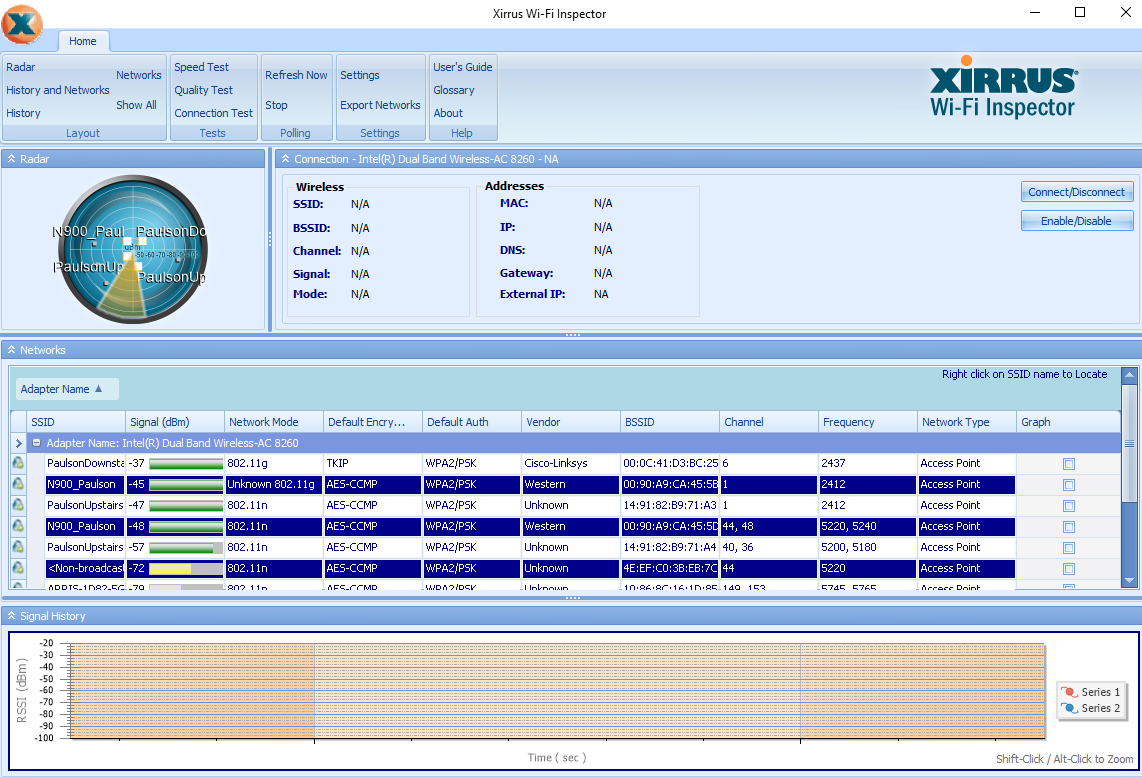 Xirrus Wi-Fi Inspector
Home
Radar
History and Networks
History
Networks
Show All
Layout
Speed Test
Quality Test
Connection Test
Tests
Refresh Now
Stop
Polling
Settings
Export Networks
Settings
User's Guide
Glossary
About
Help
XIRRUS
Wi-Fi Inspector
Radar
N900_Paul PaulsonDo
dBm
-50-60-70-80-90-100
PaulsonUp PaulsonUp
Connection - Intel(R) Dual Band Wireless-AC 8260 - NA
Wireless
SSID: N/A
BSSID: N/A
Channel: N/A
Signal: N/A
Mode: N/A
Addresses
MAC: N/A
IP: N/A
DNS: N/A
Gateway: N/A
External IP: NA
Connect/Disconnect
Enable/Disable
Networks
Right click on SSID name to Locate
Adapter Name
SSID Signal (dBm) Network Mode Default Encry... Default Auth Vendor BSSID Channel Frequency Network Type Graph
Adapter Name: Intel(R) Dual Band Wireless-AC 8260
PaulsonDownsta -37 802.11g TKIP WPA2/PSK Cisco-Linksys 00:0C:41:D3:BC:25 6 2437 Access Point
N900_Paulson -45 Unknown 802.11g AES-CCMP WPA2/PSK Western 00:90:A9:CA:45:5B 1 2412 Access Point
PaulsonUpstairs -47 802.11n AES-CCMP WPA2/PSK Unknown 14:91:82:B9:71:A3 1 2412 Access Point
N900_Paulson -48 802.11n AES-CCMP WPA2/PSK Western 00:90:A9:CA:45:5D 44, 48 5220, 5240 Access Point
PaulsonUpstairs -57 802.11n AES-CCMP WPA2/PSK Unknown 14:91:82:B9:71:A4 40, 36 5200, 5180 Access Point
<Non-broadcast -72 802.11n AES-CCMP WPA2/PSK Unknown 4E:EF:C0:3B:EB:7C 44 5220 Access Point
ARRIS-1D82-5G -79 802.11n AES-CCMP WPA2/PSK Unknown 10:86:8C:16:1D:85 149, 153 5745, 5765 Access Point
Signal History
RSSI (dBm)
-20
-30
-40
-50
-60
-70
-80
-90
-100
Series 1
Series 2
Time ( sec )
Shift-Click / Alt-Click to Zoom